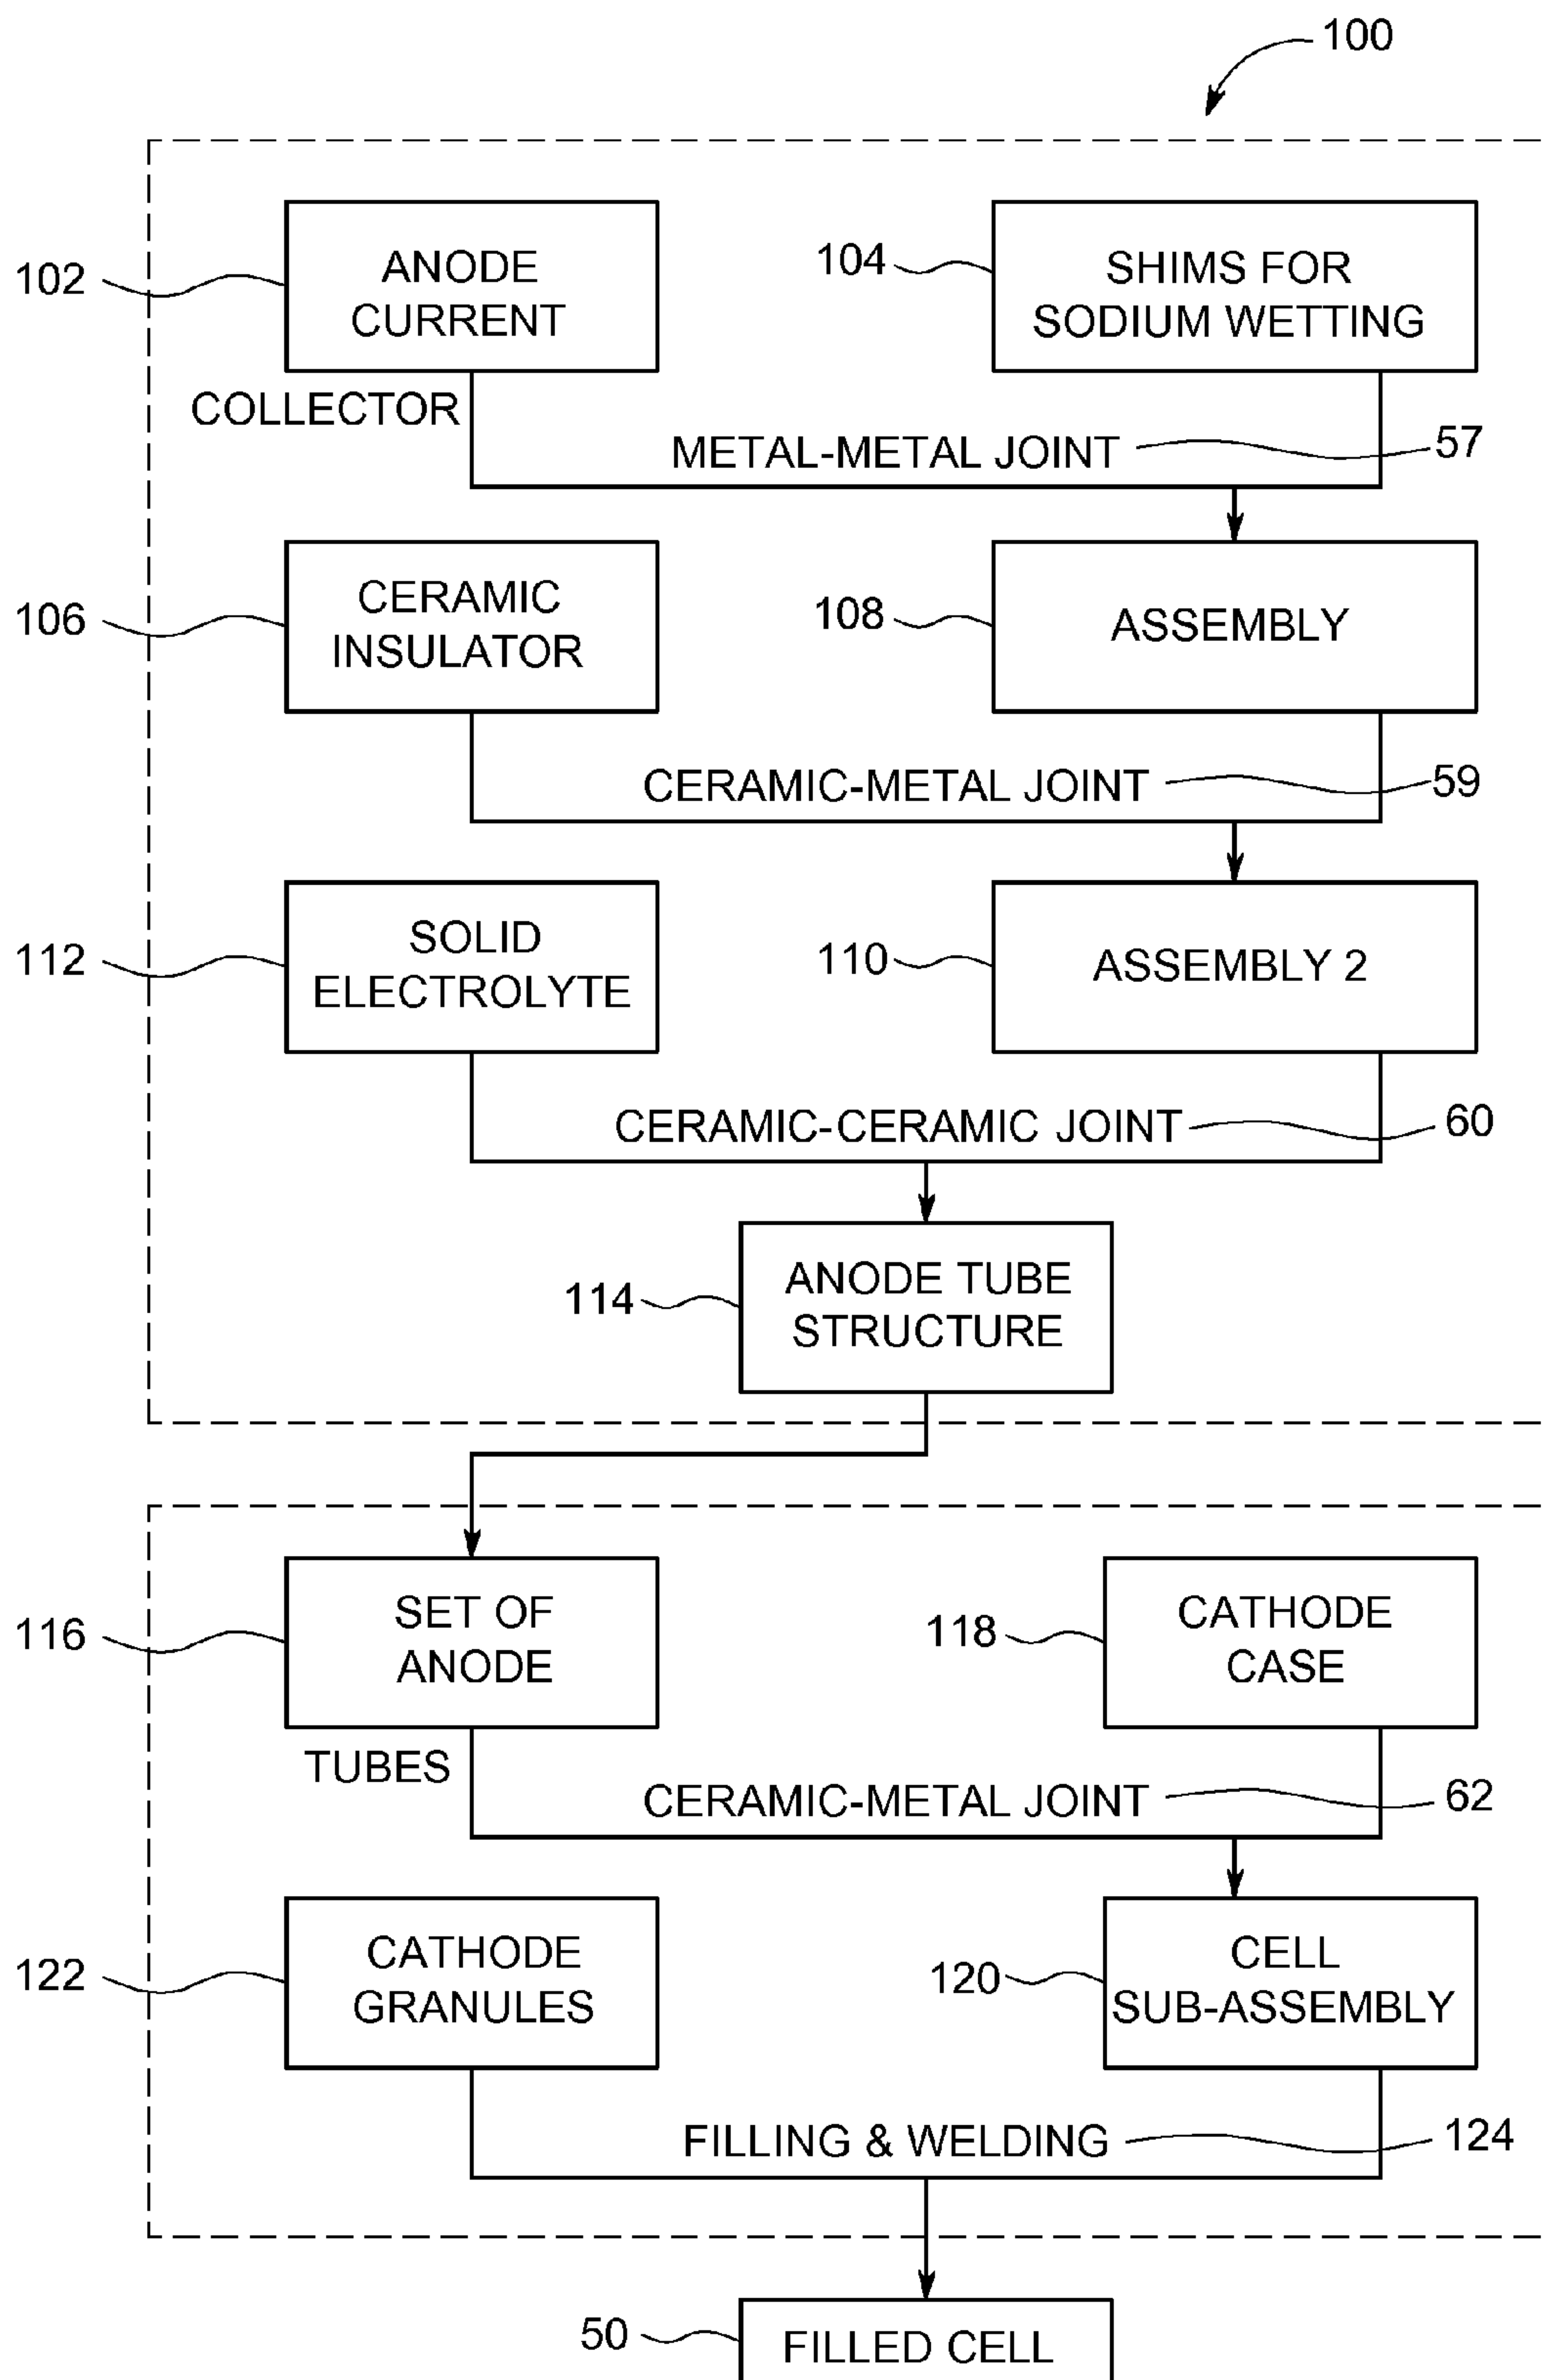 100
102
ANODE
CURRENT
COLLECTOR
104
SHIMS FOR
SODIUM WETTING
METAL-METAL JOINT
57
106
CERAMIC
INSULATOR
108
ASSEMBLY
CERAMIC-METAL JOINT
59
112
SOLID
ELECTROLYTE
110
ASSEMBLY 2
CERAMIC-CERAMIC JOINT
60
114
ANODE TUBE
STRUCTURE
116
SET OF
ANODE
TUBES
118
CATHODE
CASE
CERAMIC-METAL JOINT
62
122
CATHODE
GRANULES
120
CELL
SUB-ASSEMBLY
FILLING & WELDING
124
50
FILLED CELL